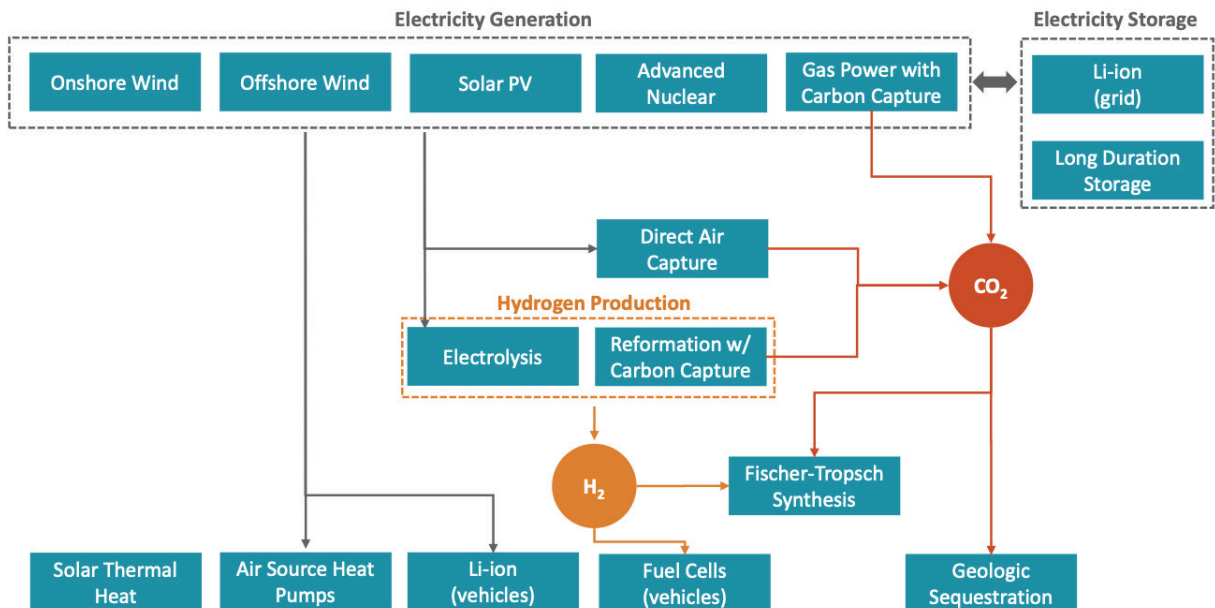 Electricity Generation
Electricity Storage
Onshore Wind
Offshore Wind
Solar PV
Advanced
Nuclear
Gas Power with
Carbon Capture
Li-ion
(grid)
Long Duration
Storage
Direct Air
Capture
CO₂
Hydrogen Production
Electrolysis
Reformation w/
Carbon Capture
H₂
Fischer-Tropsch
Synthesis
Solar Thermal
Heat
Air Source Heat
Pumps
Li-ion
(vehicles)
Fuel Cells
(vehicles)
Geologic
Sequestration